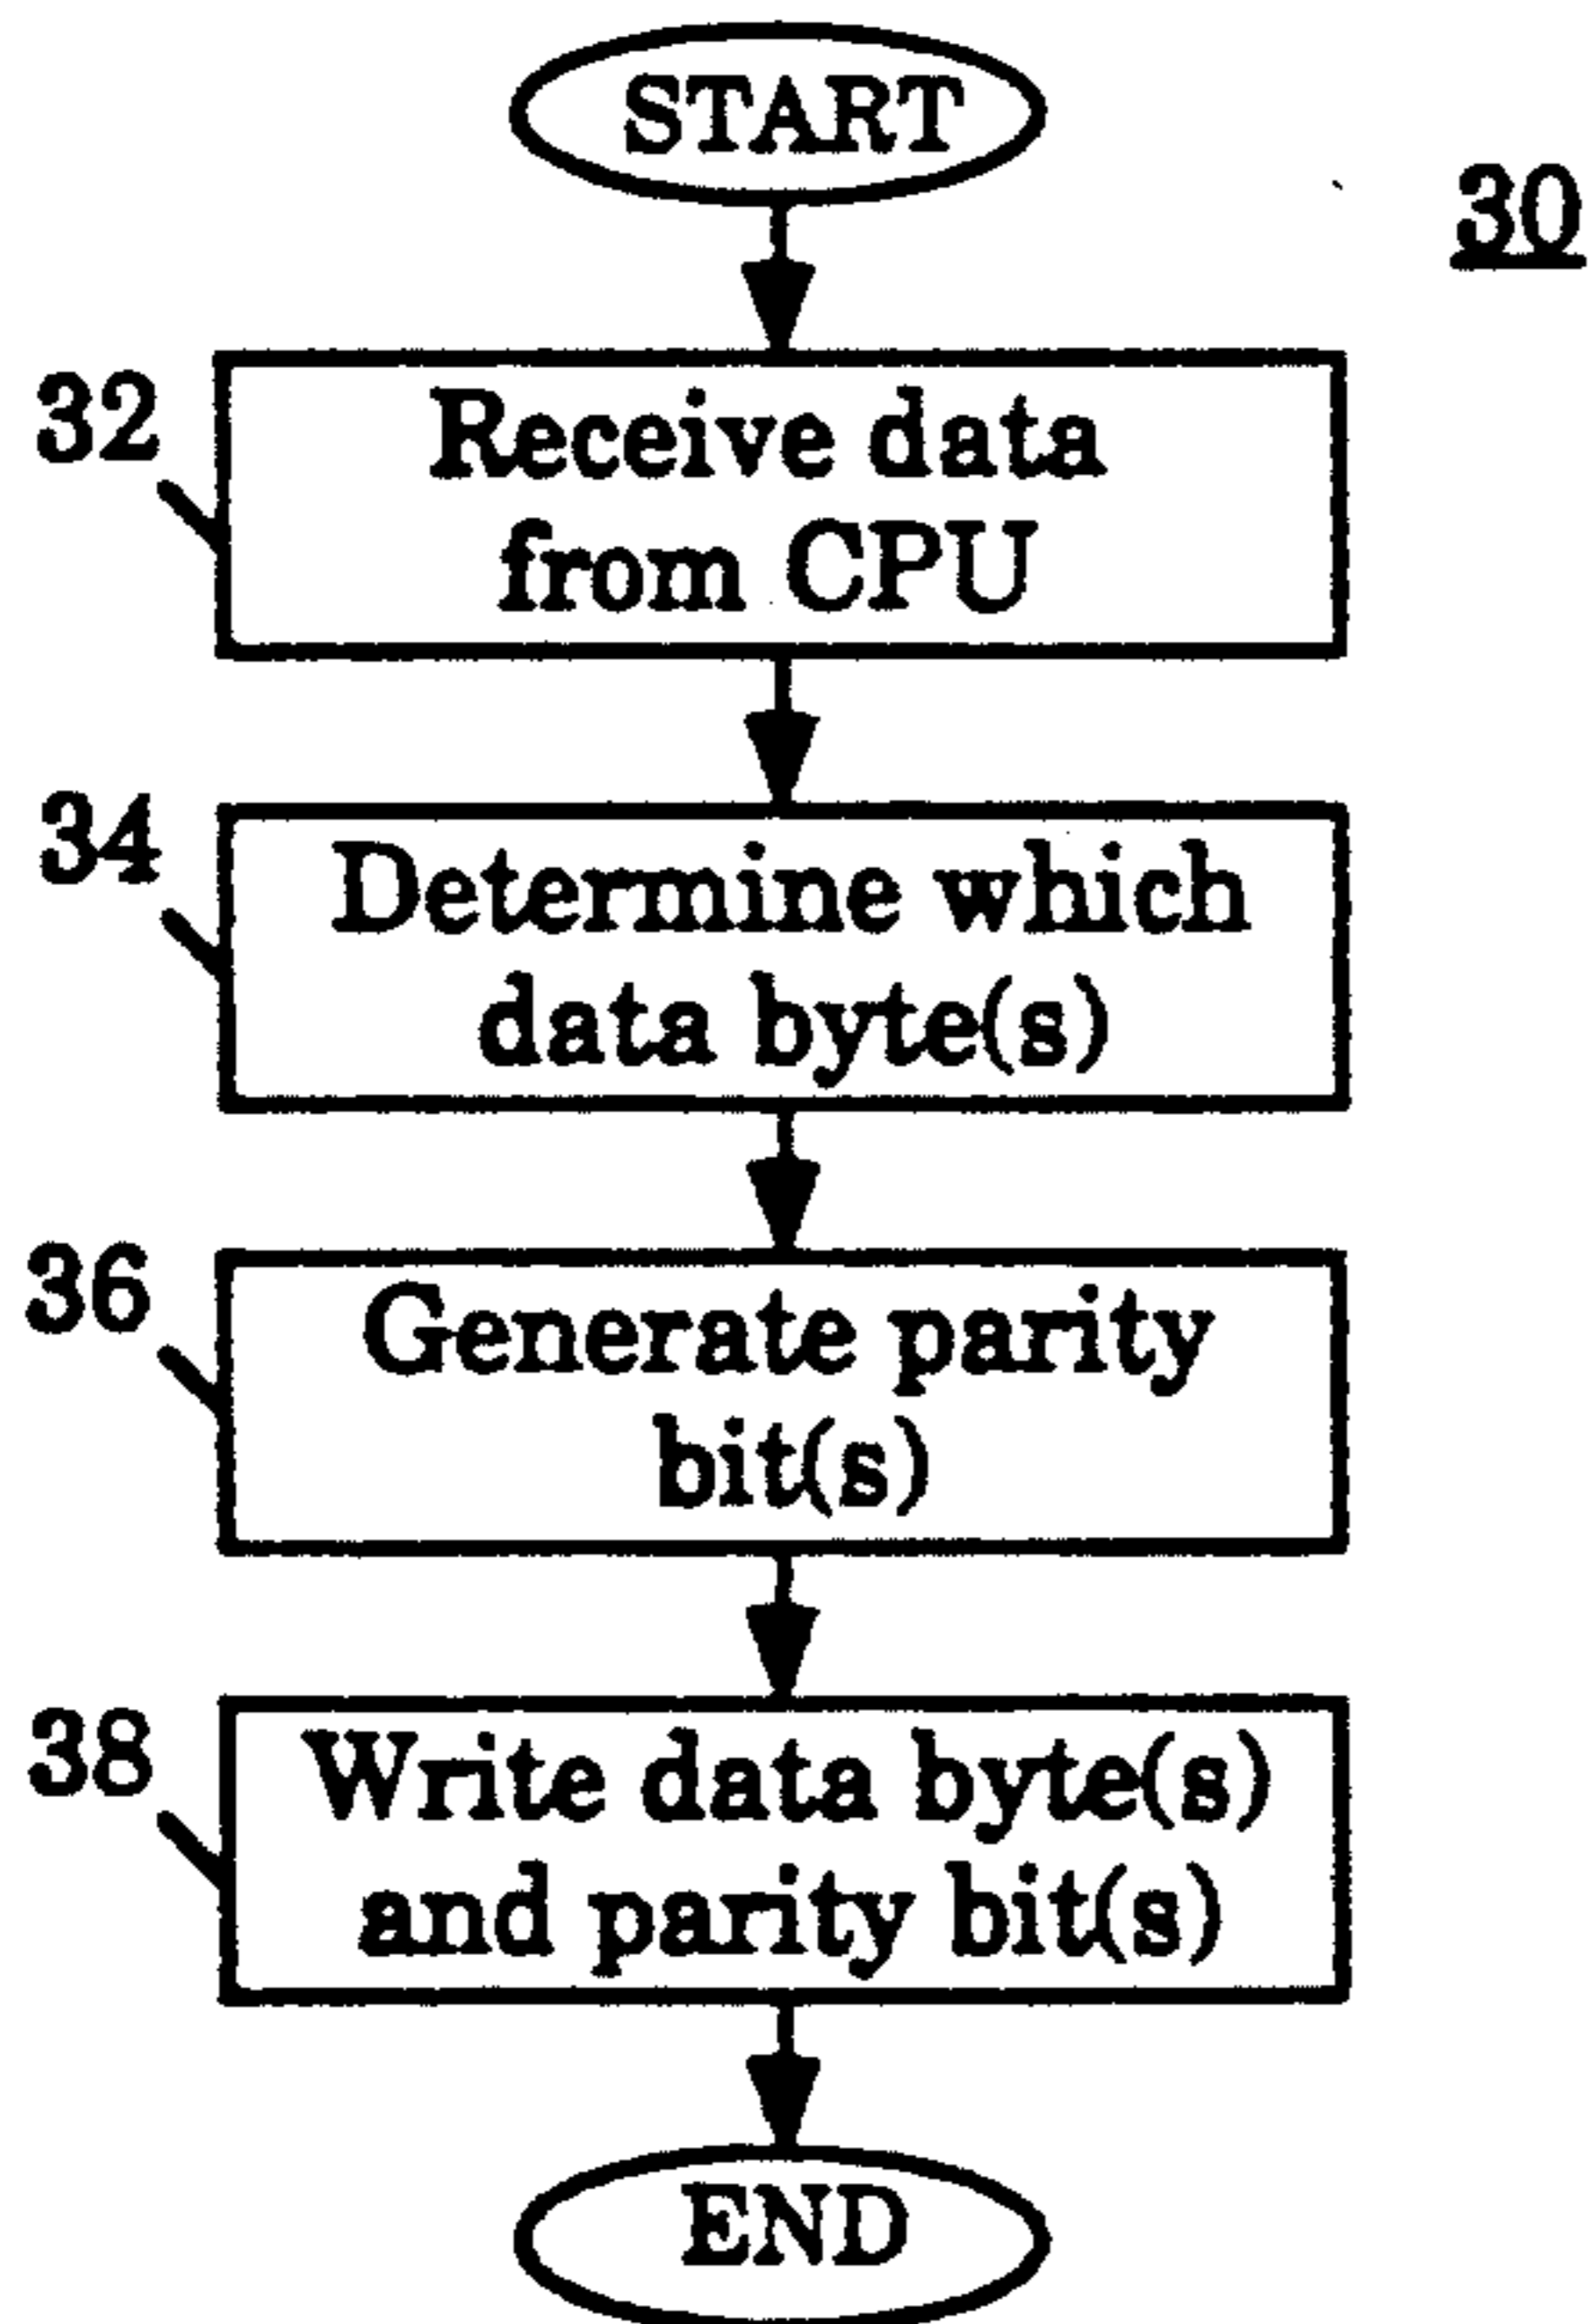 START
30
32
Receive data
from CPU
34
Determine which
data byte(s)
36
Generate parity
bit(s)
38
Write data byte(s)
and parity bit(s)
END